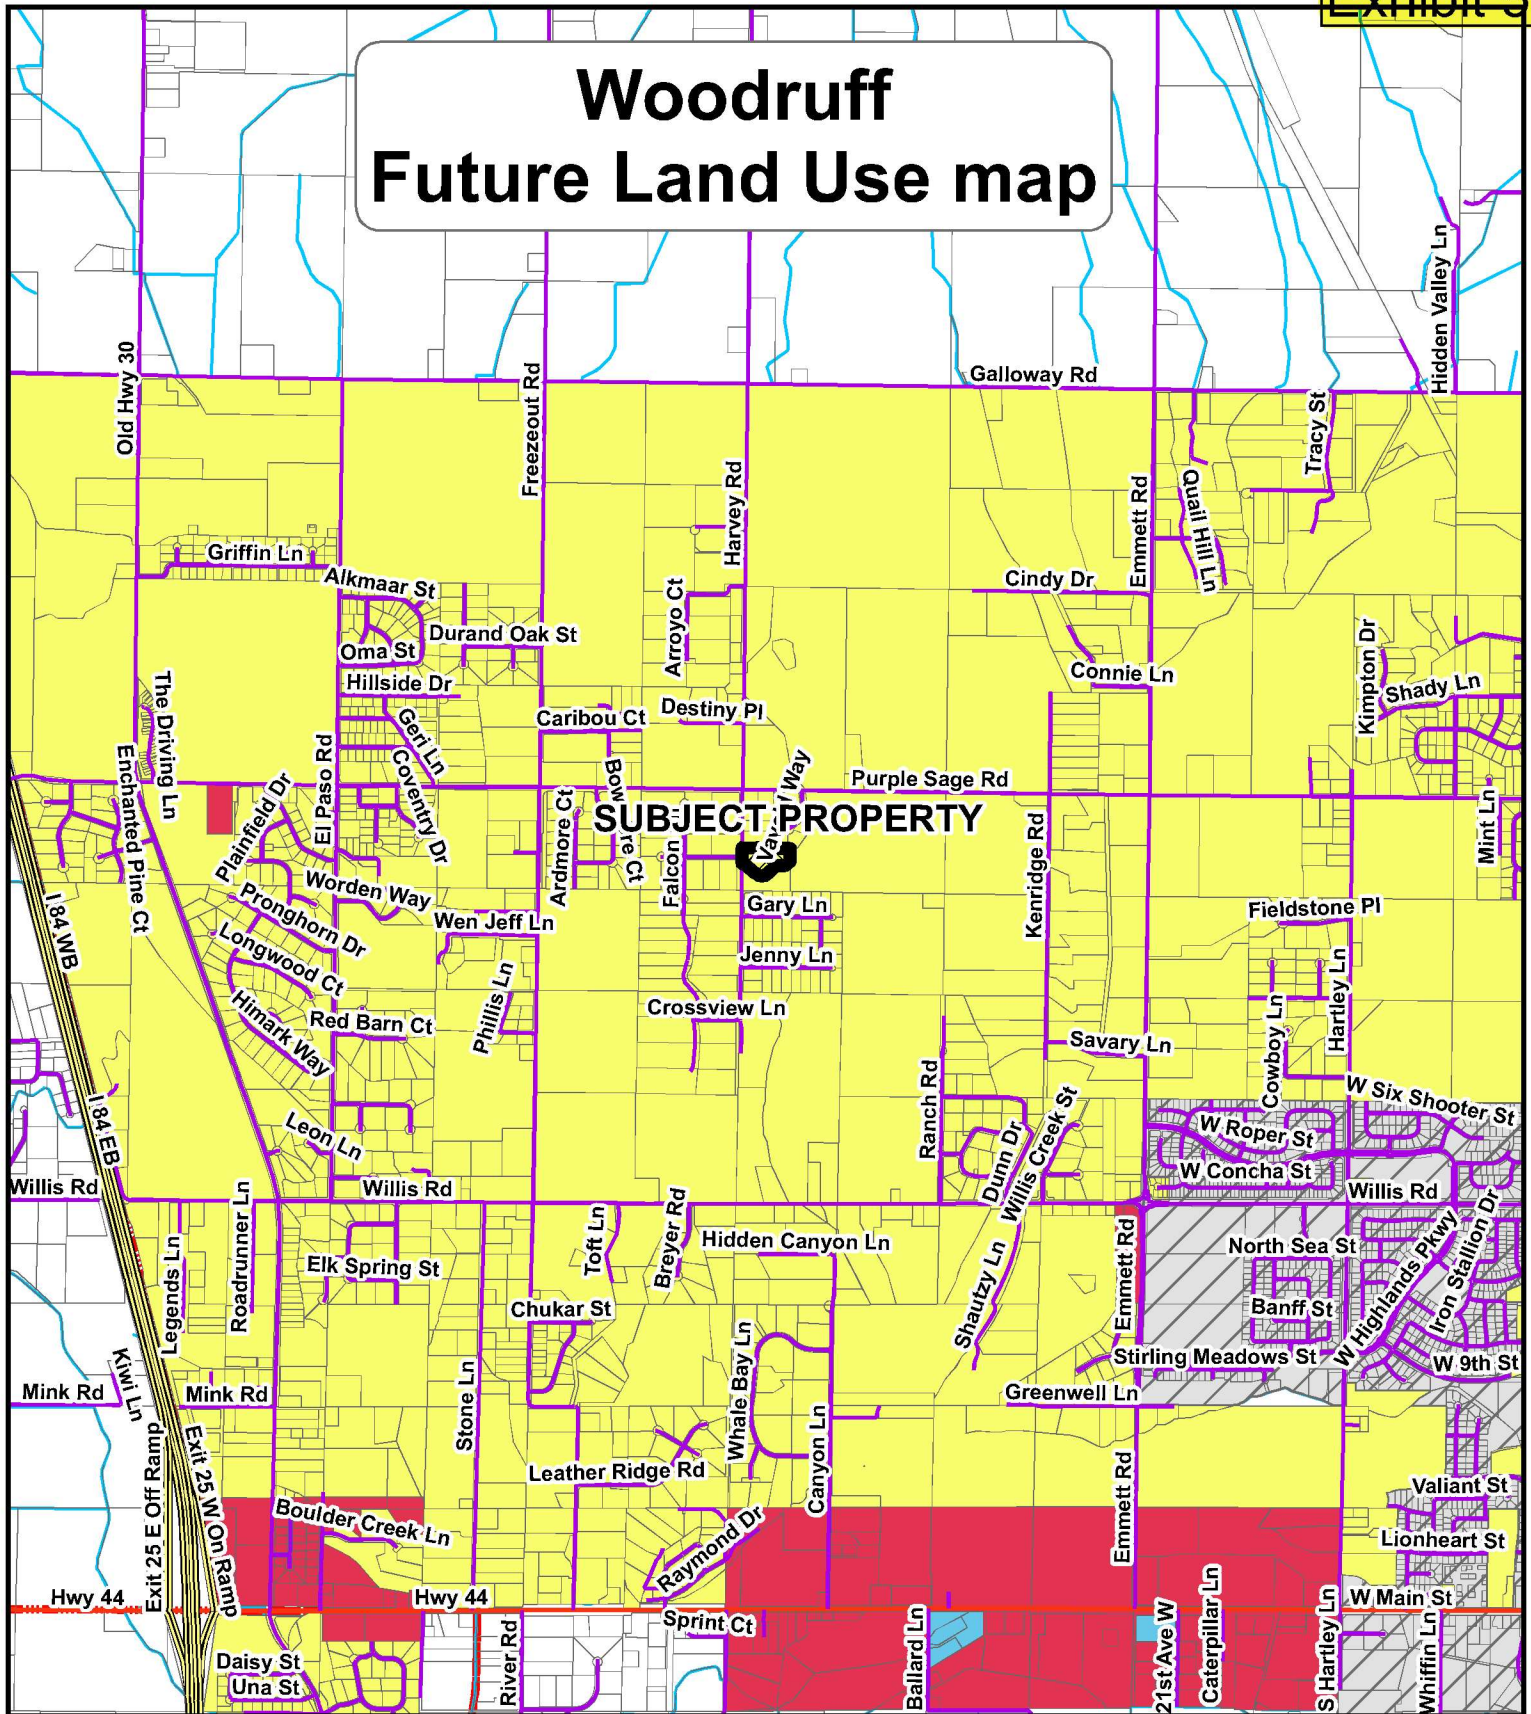 Exhibit
Woodruff
Future Land Use map
Hidden Valley Ln
Old Hwy 30
Freezeout Rd
Galloway Rd
Tracy St
Harvey Rd
Emmett Rd
Quail Hill Ln
Griffin Ln
Alkmaar St
Cindy Dr
Arroyo Ct
Durand Oak St
Oma St
Kimpton Dr
Connie Ln
Hillside Dr
Shady Ln
The Driving Ln
Geri Ln
Caribou Ct
Destiny Pl
Enchanted Pine Ct
El Paso Rd
Coventry Dr
Purple Sage Rd
Plainfield Dr
Ardmore Ct
SUBJECT PROPERTY
Way
Falcon
Kenridge Rd
Mint Ln
Worden Way
Pronghorn Dr
Wen Jeff Ln
Gary Ln
Fieldstone Pl
I 84 WB
Longwood Ct
Jenny Ln
Himark Way
Red Barn Ct
Phillis Ln
Crossview Ln
Savary Ln
Cowboy Ln
Hartley Ln
I 84 EB
Leon Ln
Ranch Rd
Dunn Dr
Willis Creek St
W Six Shooter St
W Roper St
W Concha St
Willis Rd
Willis Rd
Willis Rd
Legends Ln
Roadrunner Ln
Elk Spring St
Toft Ln
Breyer Rd
Hidden Canyon Ln
Shautzy Ln
Emmett Rd
North Sea St
Banff St
W Highlands Pkwy
Iron Stallion Dr
Chukar St
Kiwi Ln
Stone Ln
Whale Bay Ln
Stirling Meadows St
W 9th St
Mink Rd
Mink Rd
Greenwell Ln
Canyon Ln
Exit 25 E Off Ramp
Exit 25 W On Ramp
Leather Ridge Rd
Emmett Rd
Valiant St
Boulder Creek Ln
Raymond Dr
Lionheart St
Hwy 44
Hwy 44
W Main St
Sprint Ct
River Rd
Ballard Ln
21st Ave W
Caterpillar Ln
S Hartley Ln
Whiffin Ln
Daisy St
Una St